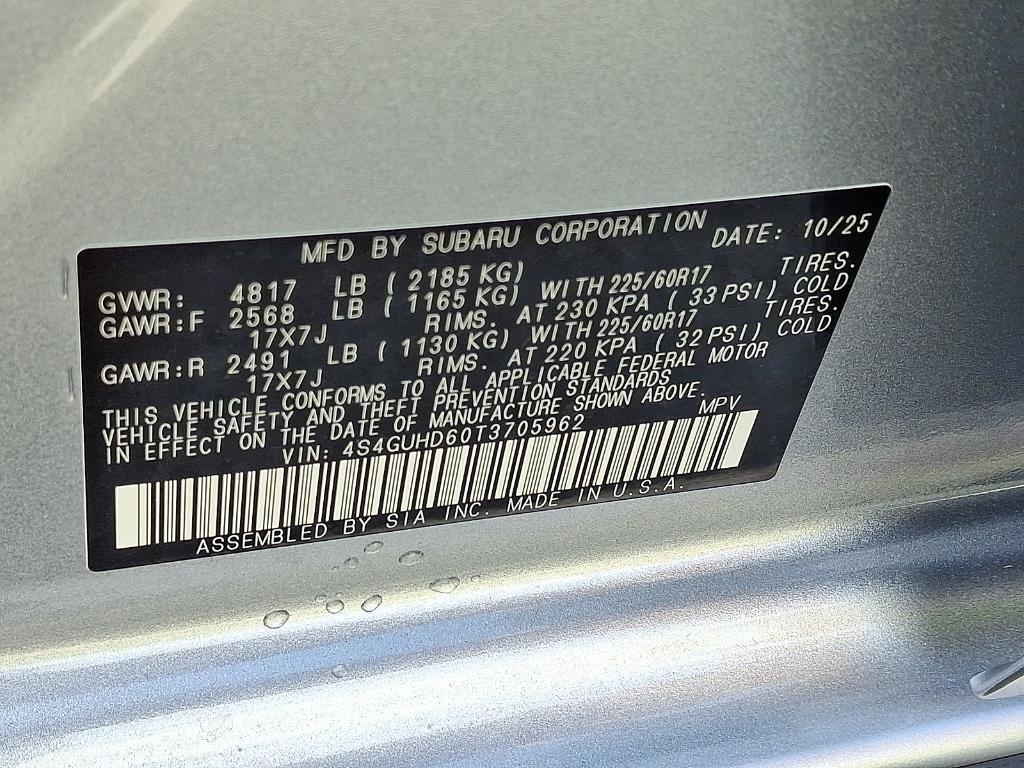 MFD BY SUBARU CORPORATION DATE: 10/25
GVWR: 4817 LB ( 2185 KG)
GAWR:F 2568 LB ( 1165 KG) WITH 225/60R17 TIRES.
17X7J RIMS. AT 230 KPA ( 33 PSI) COLD
GAWR:R 2491 LB ( 1130 KG) WITH 225/60R17 TIRES.
17X7J RIMS. AT 220 KPA ( 32 PSI) COLD
THIS VEHICLE CONFORMS TO ALL APPLICABLE FEDERAL MOTOR
VEHICLE SAFETY AND THEFT PREVENTION STANDARDS
IN EFFECT ON THE DATE OF MANUFACTURE SHOWN ABOVE.
VIN: 4S4GUHD60T3705962 MPV
ASSEMBLED BY SIA INC. MADE IN U.S.A.